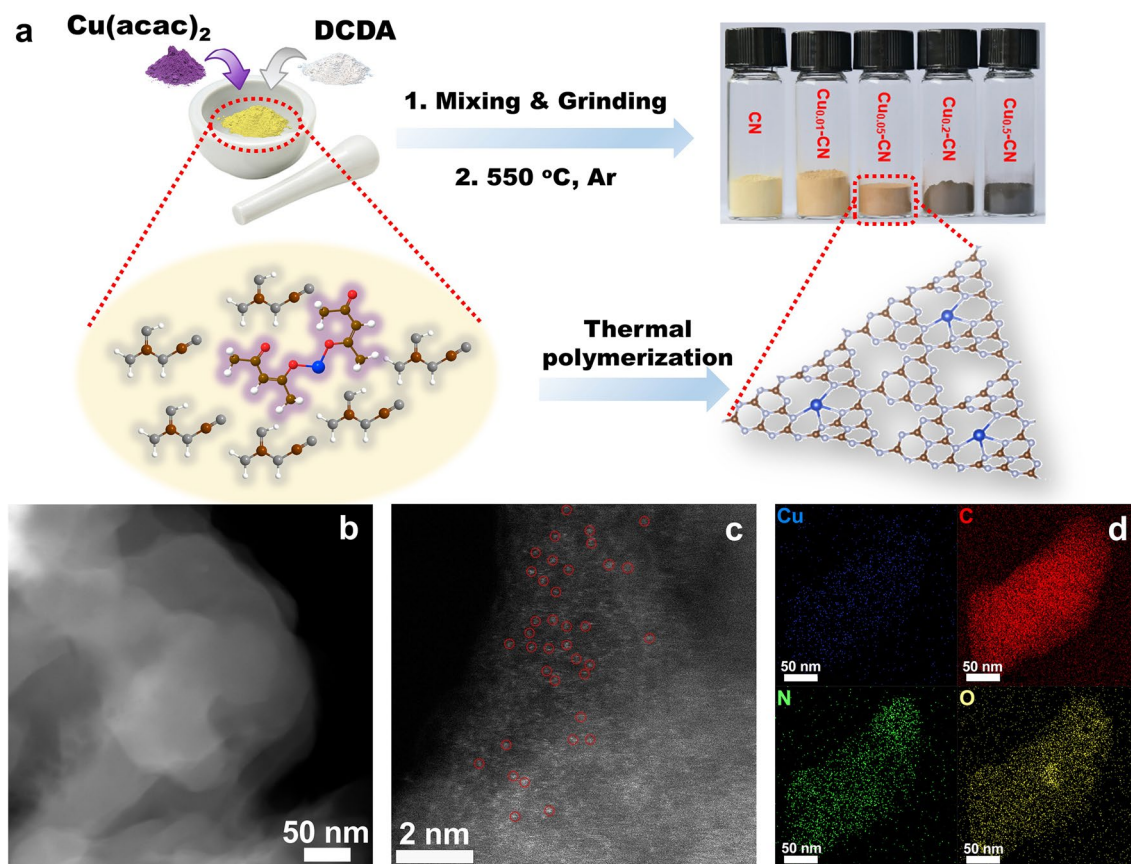 a
Cu(acac)₂
DCDA
1. Mixing & Grinding
2. 550 °C, Ar
CN
Cu₀.₀₁-CN
Cu₀.₀₅-CN
Cu₀.₂-CN
Cu₀.₅-CN
Thermal
polymerization
b
50 nm
c
2 nm
d
Cu
50 nm
C
50 nm
N
50 nm
O
50 nm